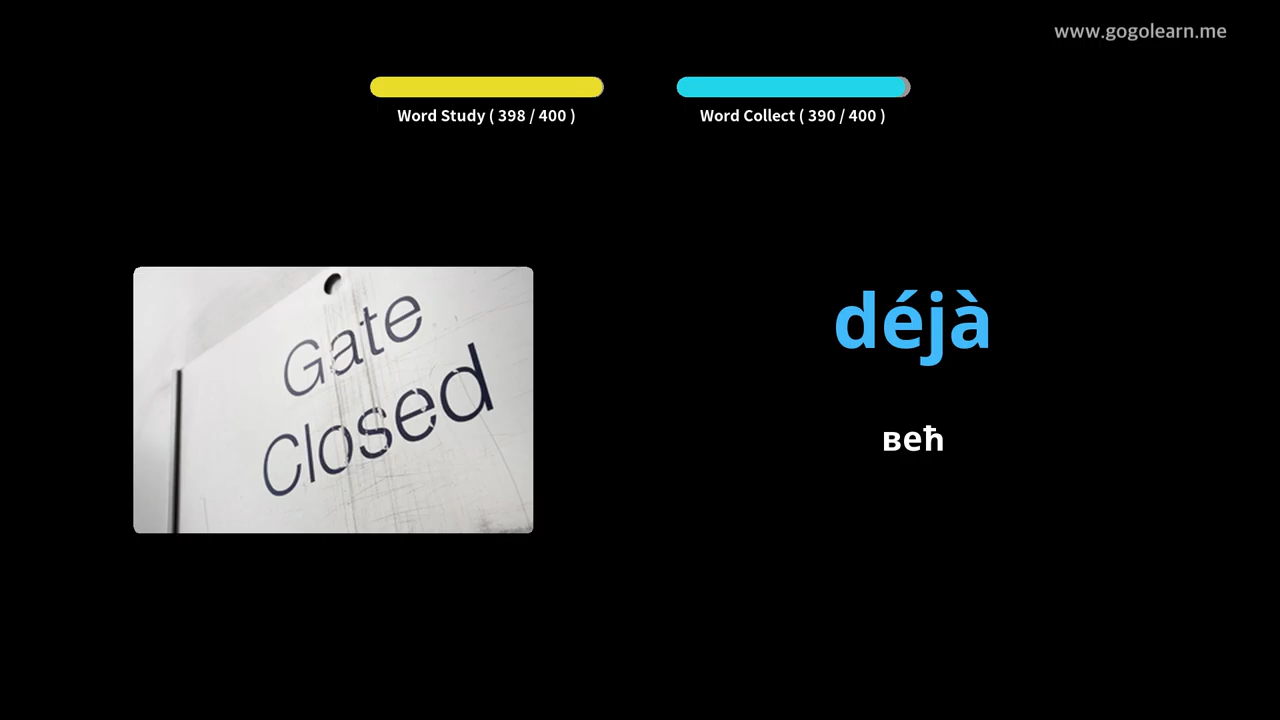 www.gogolearn.me
Word Study ( 398 / 400 )
Word Collect ( 390 / 400 )
Gate
Closed
déjà
већ